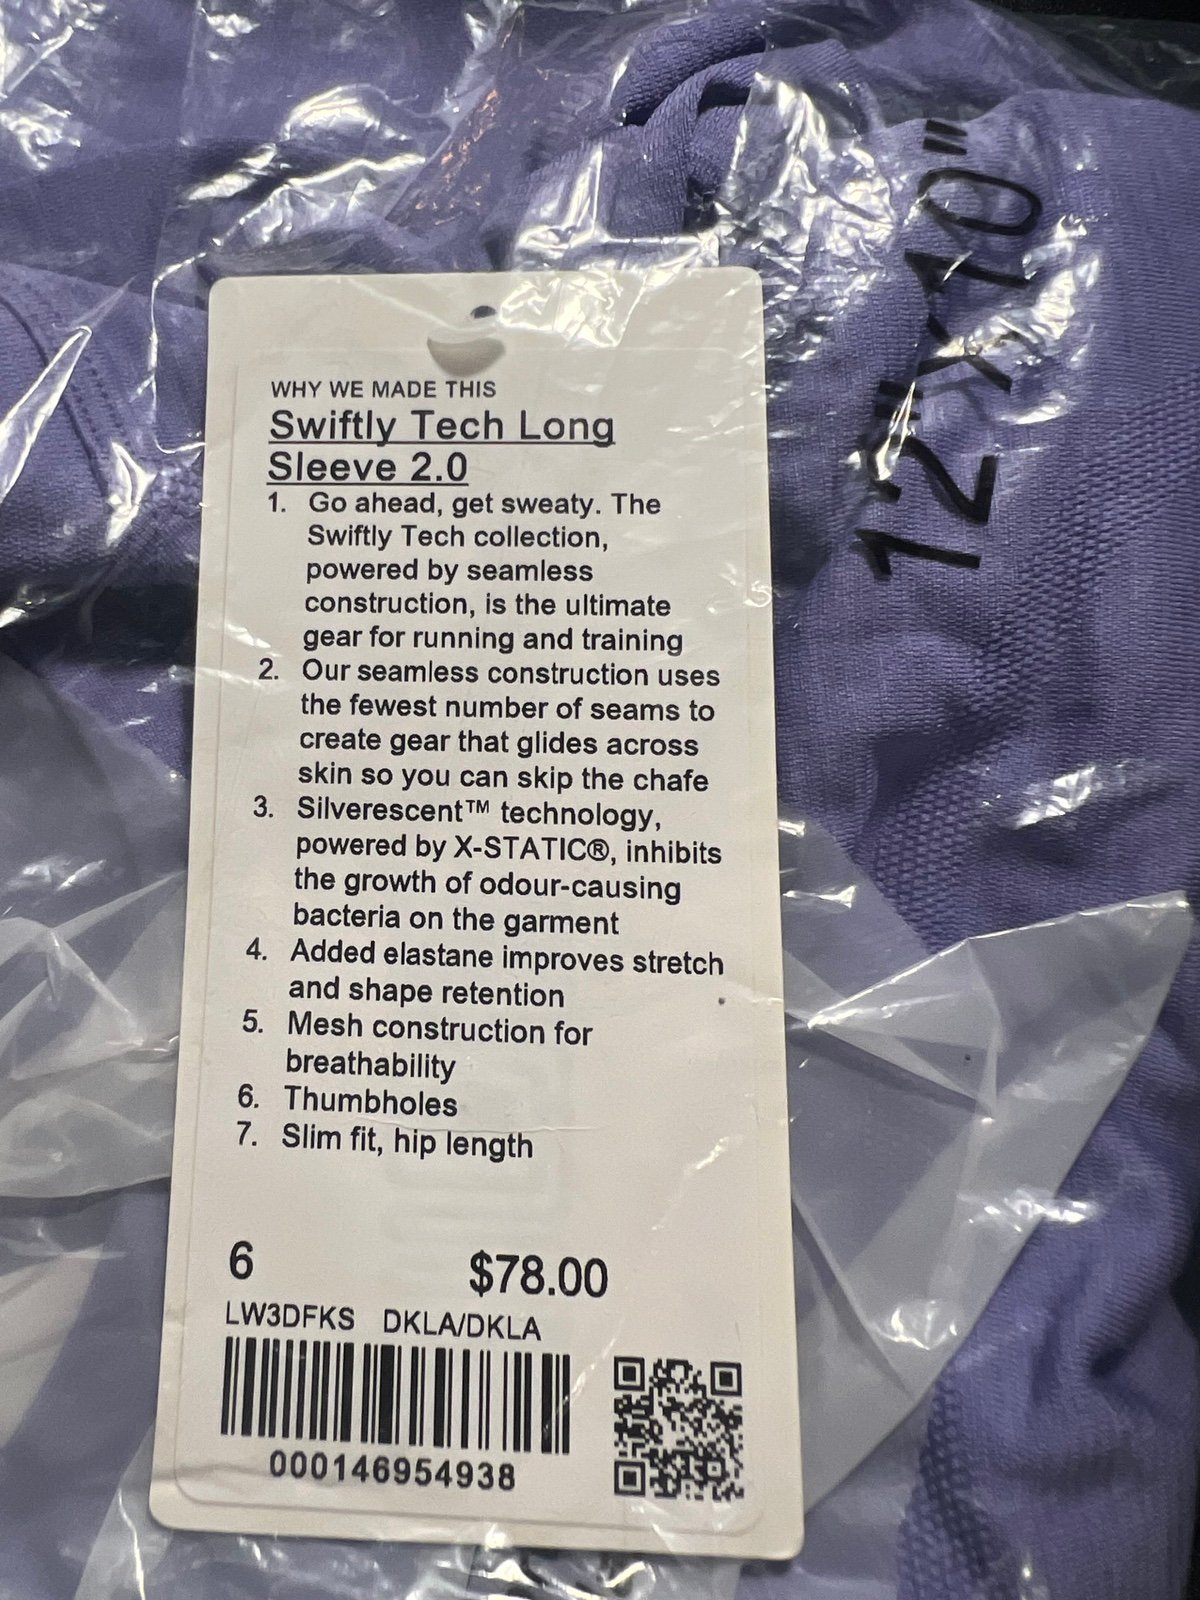 WHY WE MADE THIS
Swiftly Tech Long
Sleeve 2.0
1. Go ahead, get sweaty. The
Swiftly Tech collection,
powered by seamless
construction, is the ultimate
gear for running and training
2. Our seamless construction uses
the fewest number of seams to
create gear that glides across
skin so you can skip the chafe
3. Silverescent™ technology,
powered by X-STATIC®, inhibits
the growth of odour-causing
bacteria on the garment
4. Added elastane improves stretch
and shape retention
5. Mesh construction for
breathability
6. Thumbholes
7. Slim fit, hip length
6 $78.00
LW3DFKS DKLA/DKLA
000146954938
12"X10"